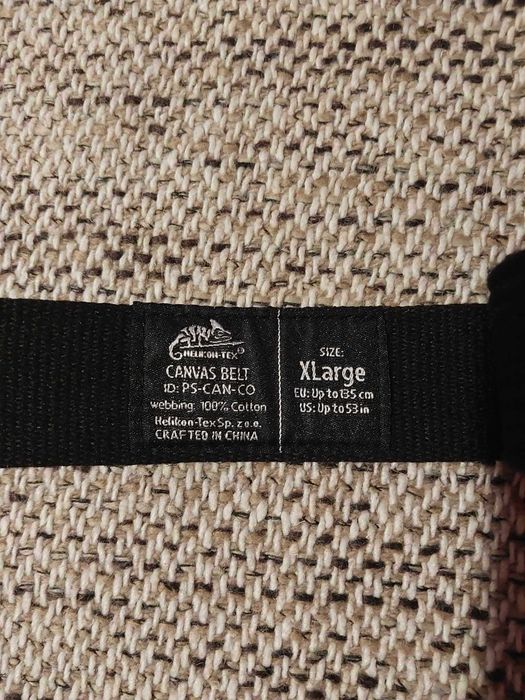 HELIKON-TEX®
CANVAS BELT
ID: PS-CAN-CO
webbing: 100% Cotton
Helikon-Tex Sp. z o.o.
CRAFTED IN CHINA
SIZE:
XLarge
EU: Up to 135 cm
US: Up to 53 in